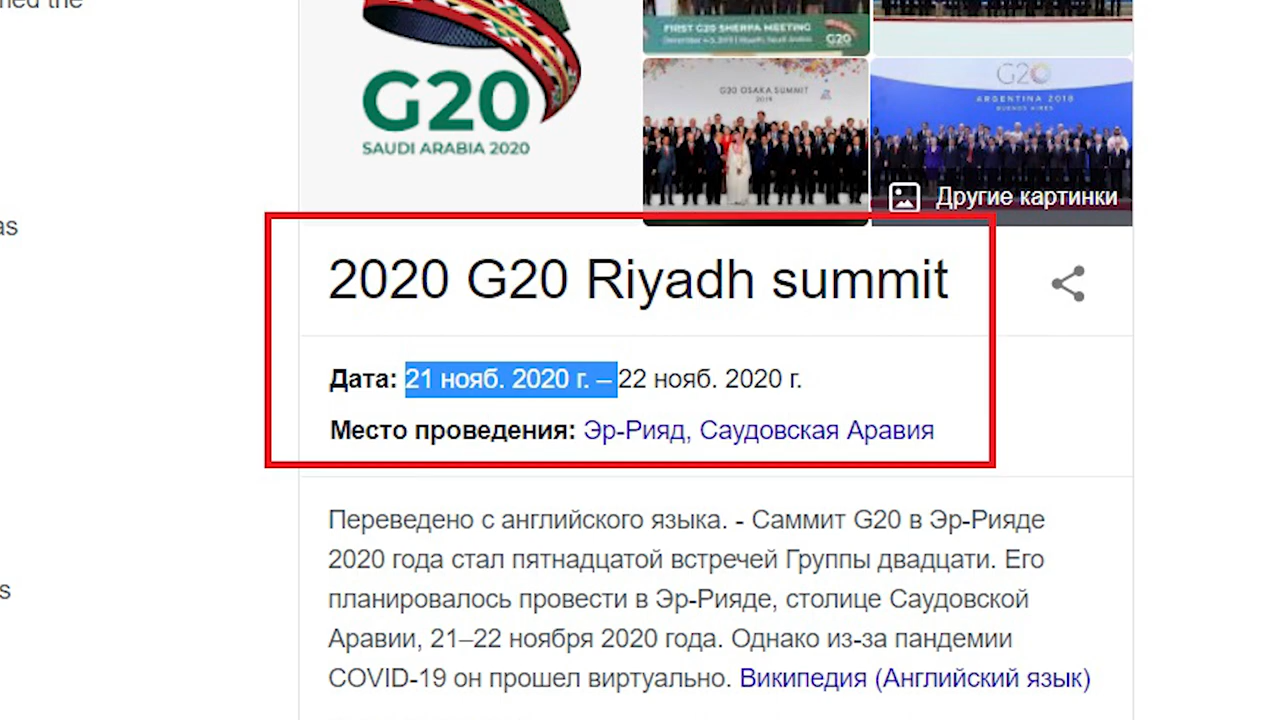 ned the
as
s
G20
SAUDI ARABIA 2020
FIRST G20 SHERPA MEETING
G20
G20 OSAKA SUMMIT
2019
G20
ARGENTINA 2018
BUENOS AIRES
Другие картинки
2020 G20 Riyadh summit
Дата: 21 нояб. 2020 г. – 22 нояб. 2020 г.
Место проведения: Эр-Рияд, Саудовская Аравия
Переведено с английского языка. - Саммит G20 в Эр-Рияде
2020 года стал пятнадцатой встречей Группы двадцати. Его
планировалось провести в Эр-Рияде, столице Саудовской
Аравии, 21–22 ноября 2020 года. Однако из-за пандемии
COVID-19 он прошел виртуально. Википедия (Английский язык)